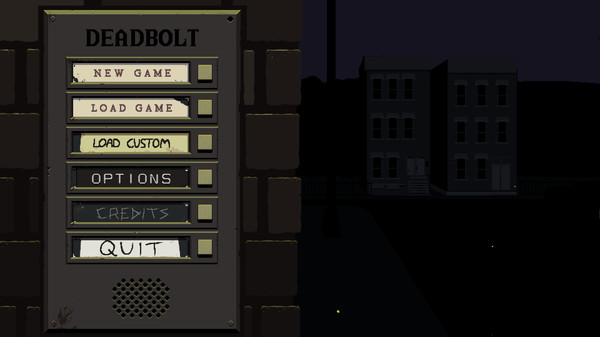 DEADBOLT
NEW GAME
LOAD GAME
LOAD CUSTOM
OPTIONS
CREDITS
QUIT